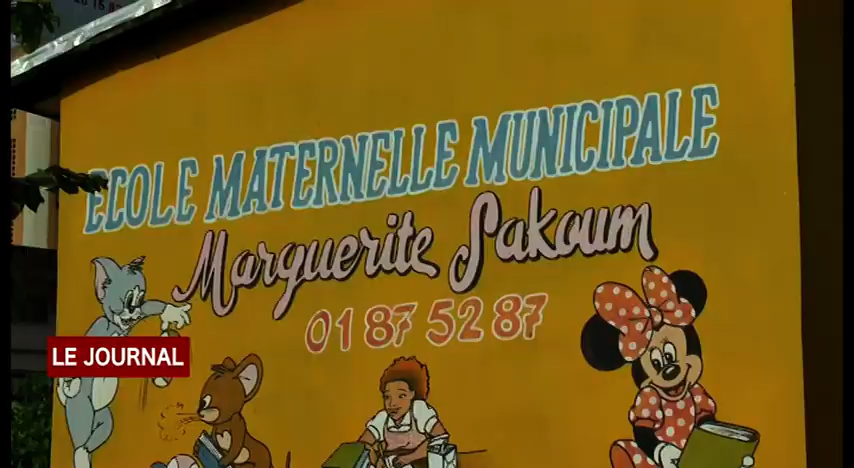 ECOLE MATERNELLE MUNICIPALE
Marguerite Sakoum
01 87 52 87
LE JOURNAL